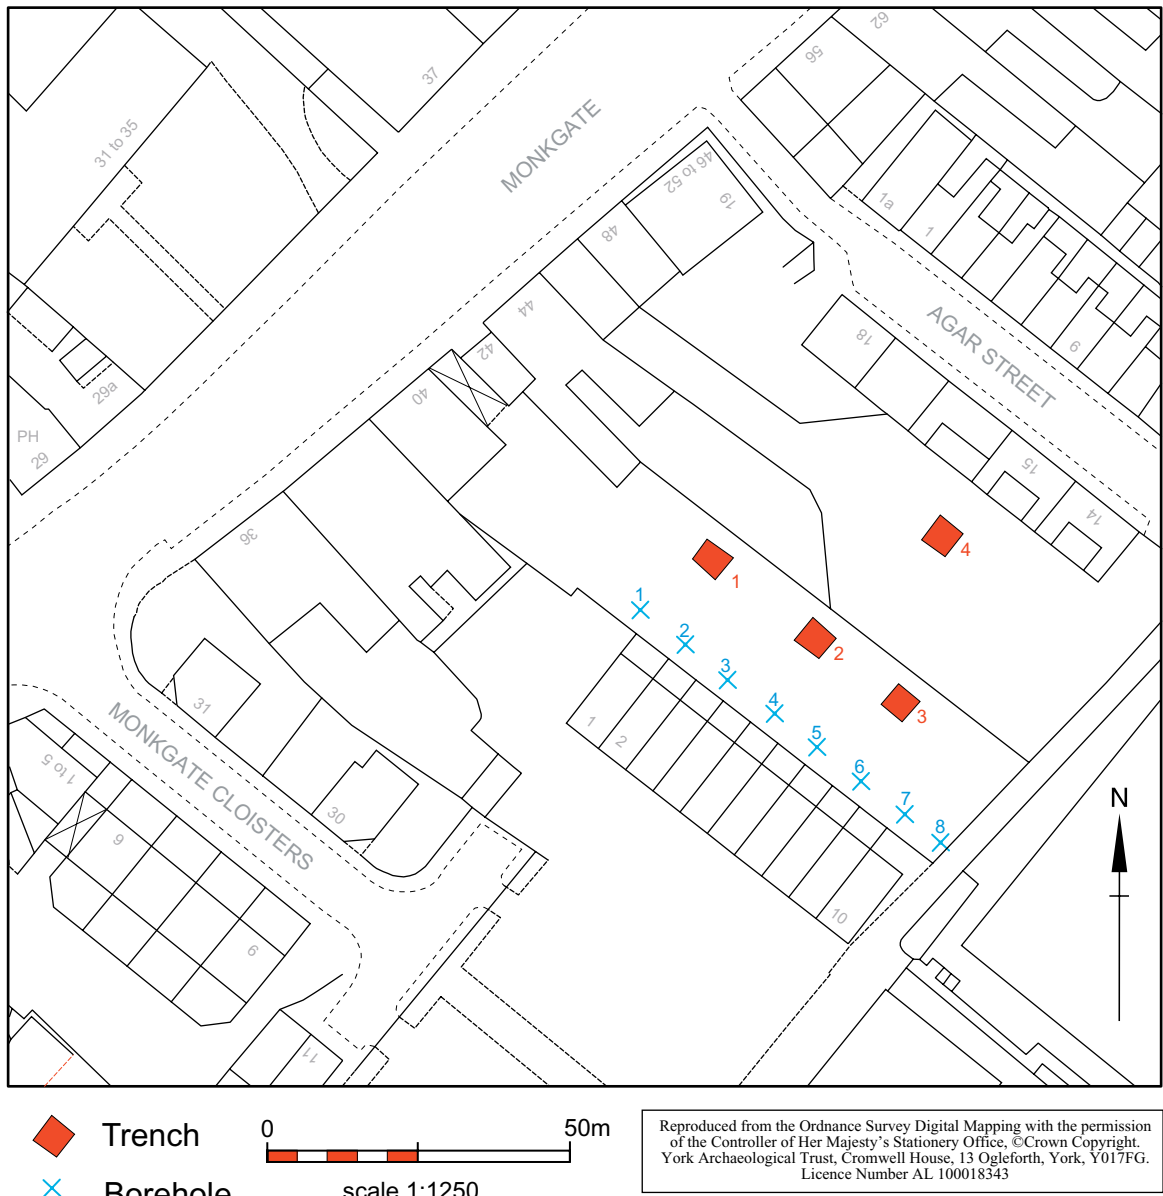 62
56
37
31 to 35
MONKGATE
46 to 52
19
1a
1
48
44
AGAR STREET
18
9
42
40
29a
PH
29
15
14
36
4
1
1
2
2
3
3
4
5
6
7
8
31
1
2
MONKGATE CLOISTERS
1 to 5
30
9
6
10
11
N
Trench
0
50m
Borehole
scale 1:1250
Reproduced from the Ordnance Survey Digital Mapping with the permission
of the Controller of Her Majesty's Stationery Office, ©Crown Copyright.
York Archaeological Trust, Cromwell House, 13 Ogleforth, York, Y017FG.
Licence Number AL 100018343